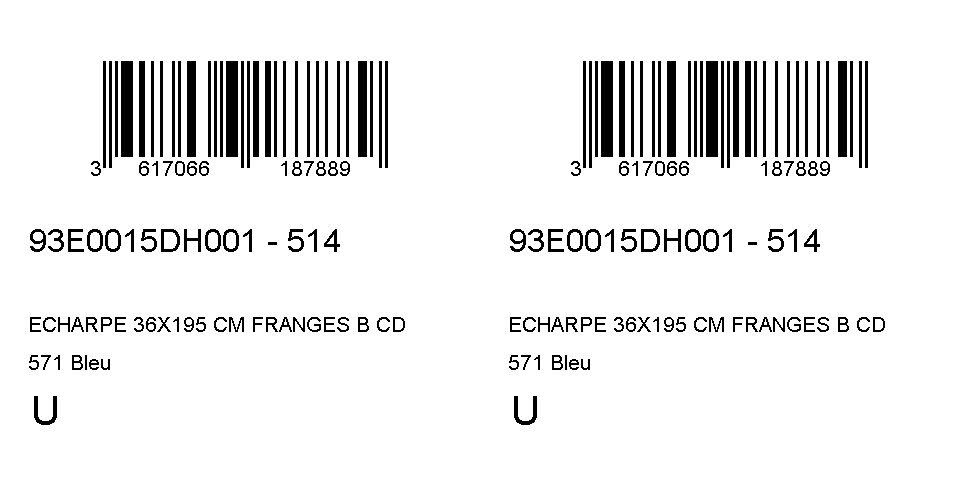 3 617066 187889
93E0015DH001 - 514
ECHARPE 36X195 CM FRANGES B CD
571 Bleu
U
3 617066 187889
93E0015DH001 - 514
ECHARPE 36X195 CM FRANGES B CD
571 Bleu
U